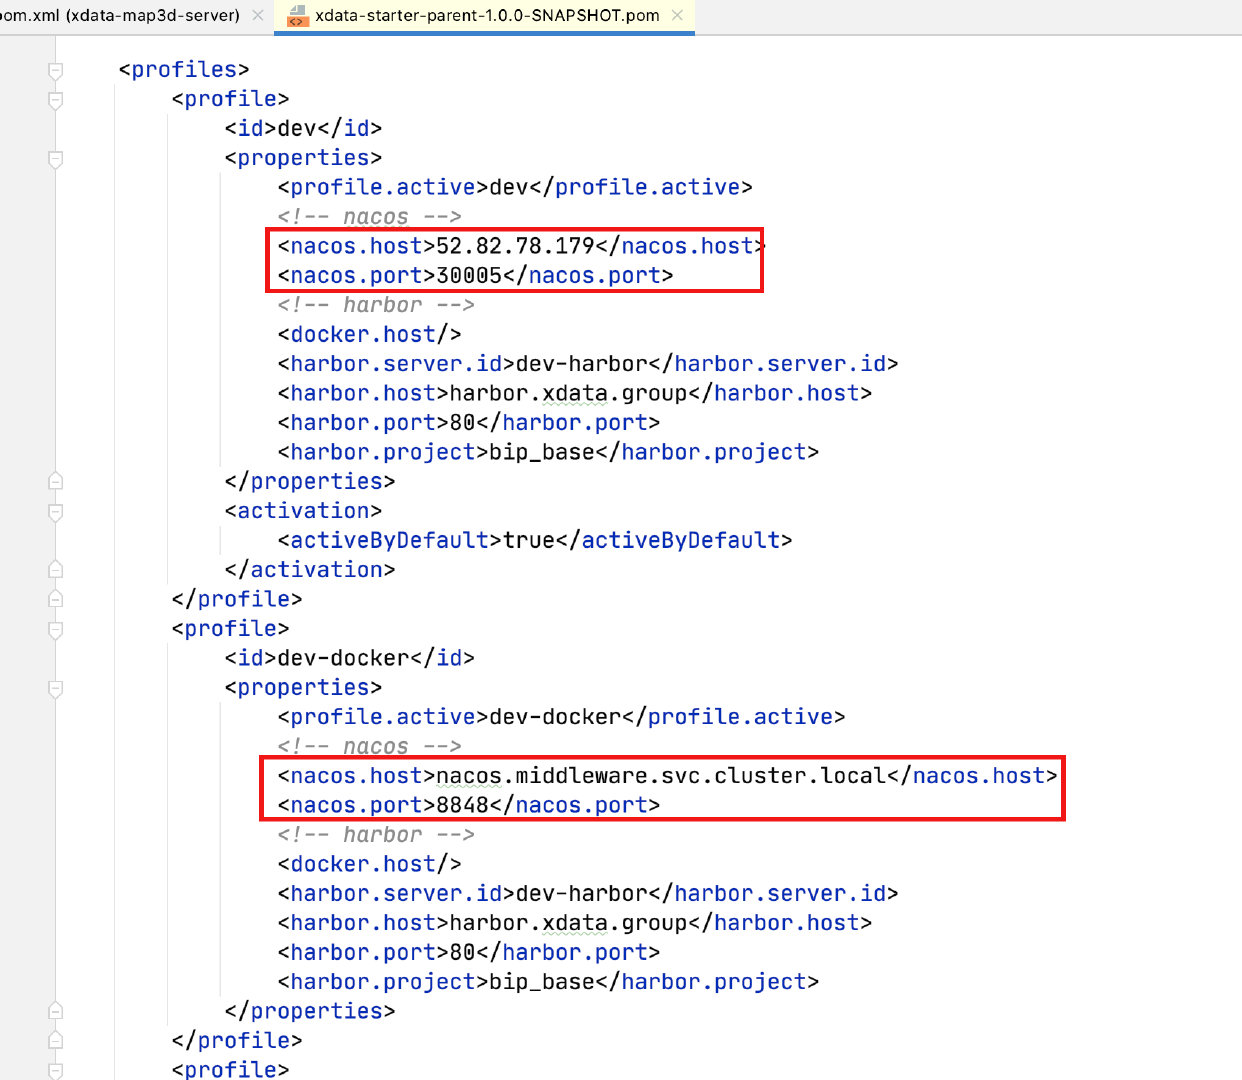 om.xml (xdata-map3d-server)
xdata-starter-parent-1.0.0-SNAPSHOT.pom
<profiles>
<profile>
<id>dev</id>
<properties>
<profile.active>dev</profile.active>
<!-- nacos -->
<nacos.host>52.82.78.179</nacos.host>
<nacos.port>30005</nacos.port>
<!-- harbor -->
<docker.host/>
<harbor.server.id>dev-harbor</harbor.server.id>
<harbor.host>harbor.xdata.group</harbor.host>
<harbor.port>80</harbor.port>
<harbor.project>bip_base</harbor.project>
</properties>
<activation>
<activeByDefault>true</activeByDefault>
</activation>
</profile>
<profile>
<id>dev-docker</id>
<properties>
<profile.active>dev-docker</profile.active>
<!-- nacos -->
<nacos.host>nacos.middleware.svc.cluster.local</nacos.host>
<nacos.port>8848</nacos.port>
<!-- harbor -->
<docker.host/>
<harbor.server.id>dev-harbor</harbor.server.id>
<harbor.host>harbor.xdata.group</harbor.host>
<harbor.port>80</harbor.port>
<harbor.project>bip_base</harbor.project>
</properties>
</profile>
<profile>